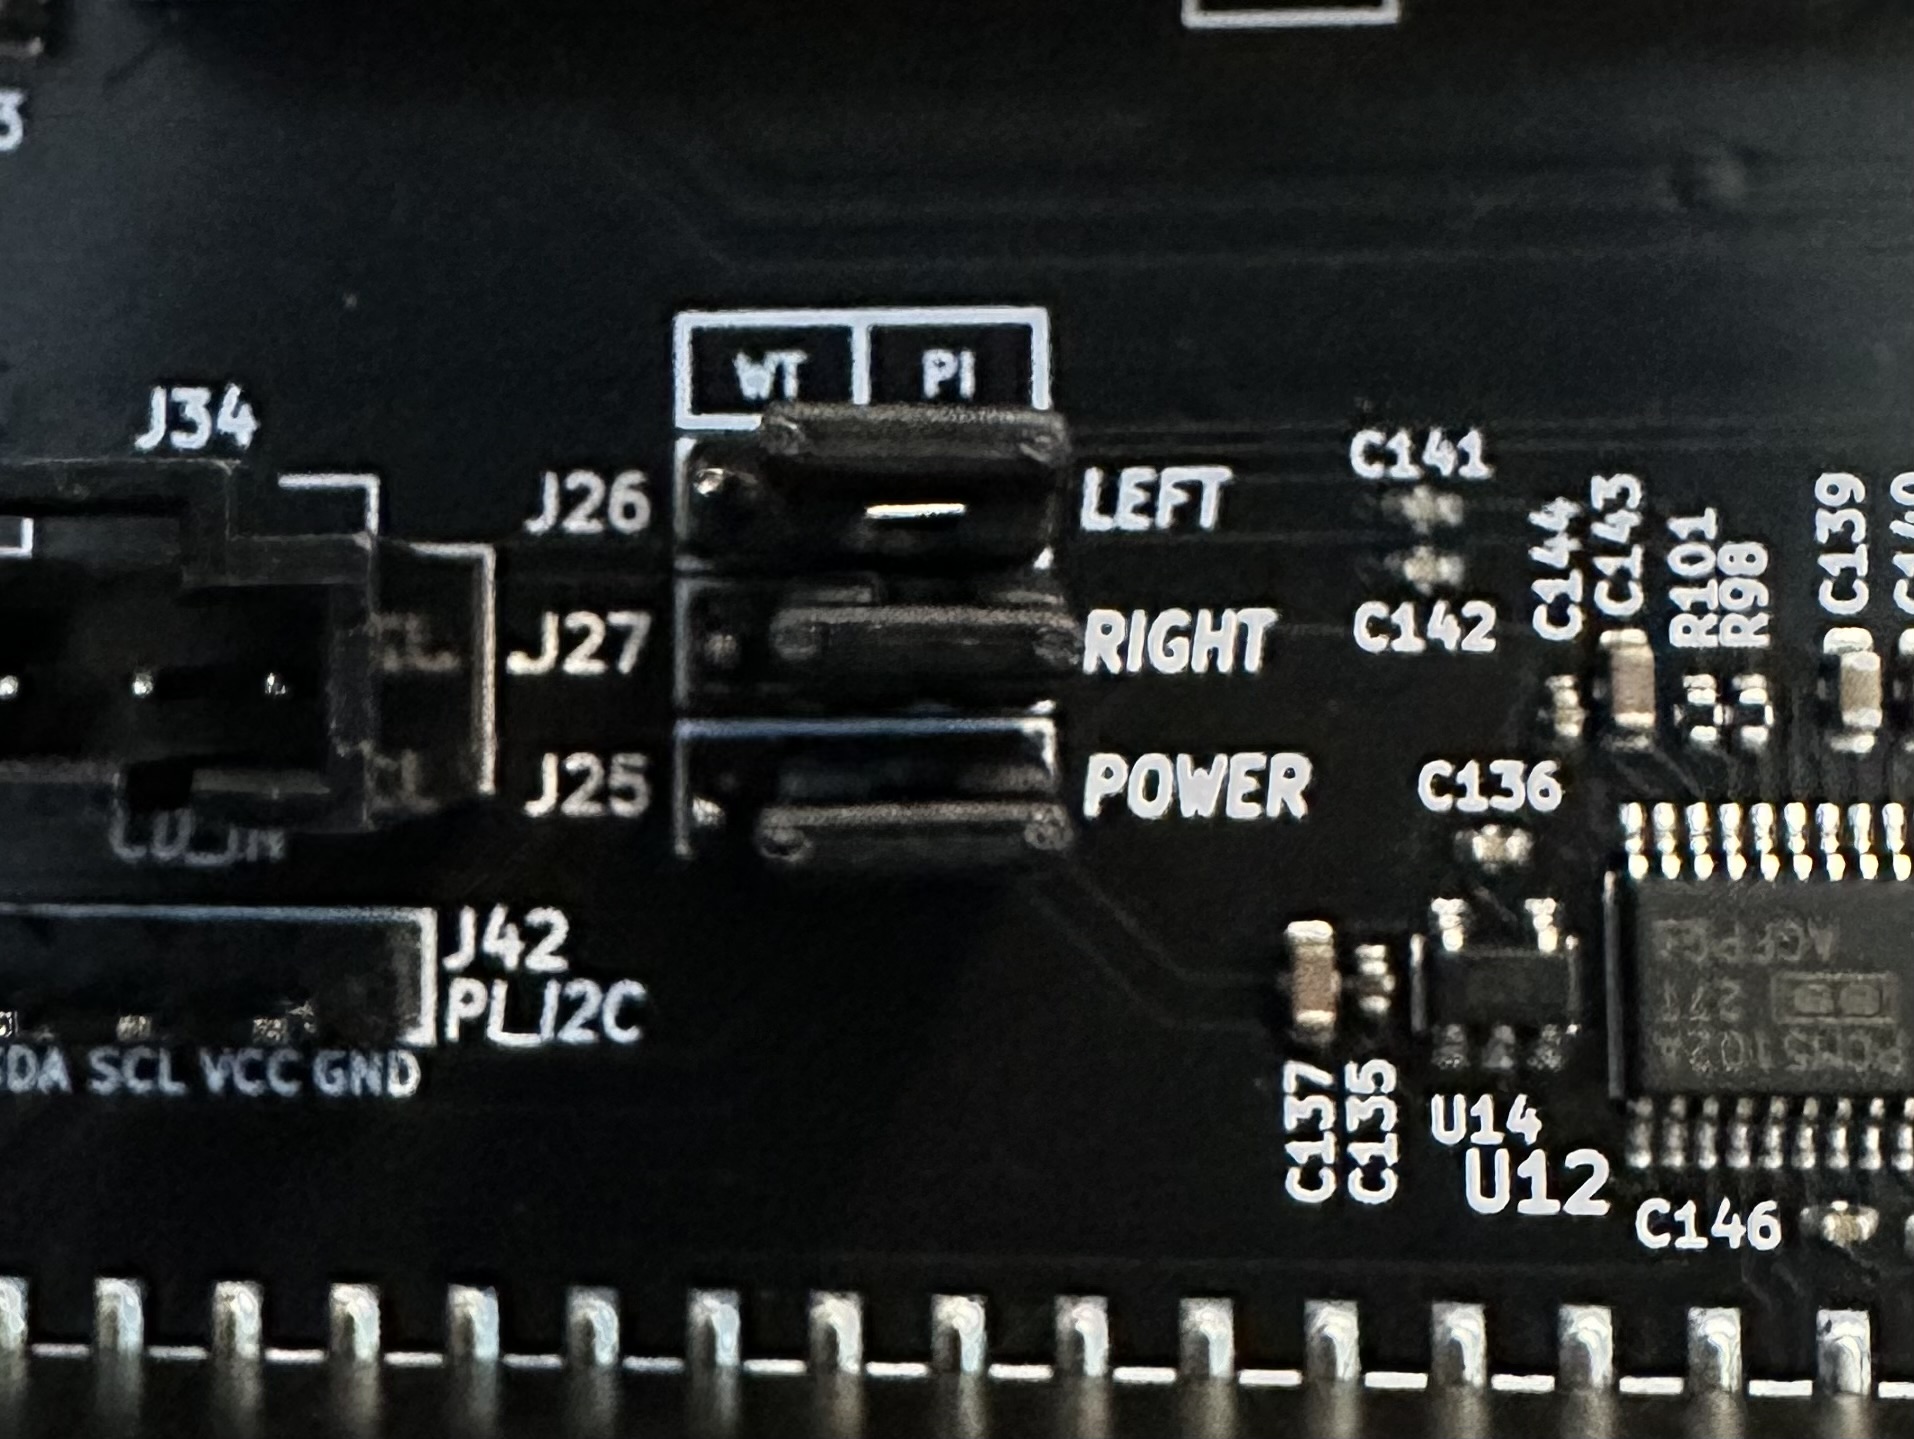 3
WT PI
J34
J26 LEFT
J27 RIGHT
J25 POWER
C141
C142
C144
C143
R101
R98
C139
C136
J42
PI_I2C
SCL VCC GND
C137
C135
U14
U12
C146